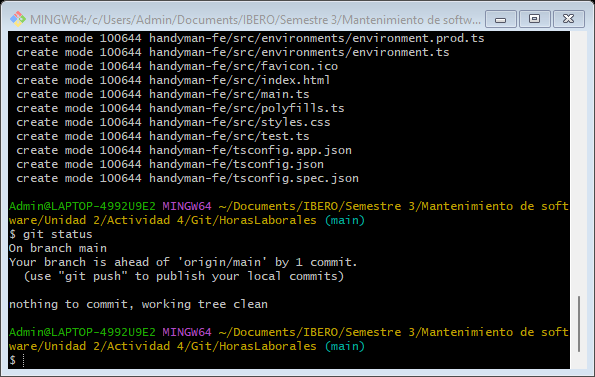 MINGW64:/c/Users/Admin/Documents/IBERO/Semestre 3/Mantenimiento de softw...
create mode 100644 handyman-fe/src/environments/environment.prod.ts
create mode 100644 handyman-fe/src/environments/environment.ts
create mode 100644 handyman-fe/src/favicon.ico
create mode 100644 handyman-fe/src/index.html
create mode 100644 handyman-fe/src/main.ts
create mode 100644 handyman-fe/src/polyfills.ts
create mode 100644 handyman-fe/src/styles.css
create mode 100644 handyman-fe/src/test.ts
create mode 100644 handyman-fe/tsconfig.app.json
create mode 100644 handyman-fe/tsconfig.json
create mode 100644 handyman-fe/tsconfig.spec.json
Admin@LAPTOP-4992U9E2 MINGW64 ~/Documents/IBERO/Semestre 3/Mantenimiento de soft
ware/Unidad 2/Actividad 4/Git/HorasLaborales (main)
$ git status
On branch main
Your branch is ahead of 'origin/main' by 1 commit.
(use "git push" to publish your local commits)
nothing to commit, working tree clean
Admin@LAPTOP-4992U9E2 MINGW64 ~/Documents/IBERO/Semestre 3/Mantenimiento de soft
ware/Unidad 2/Actividad 4/Git/HorasLaborales (main)
$